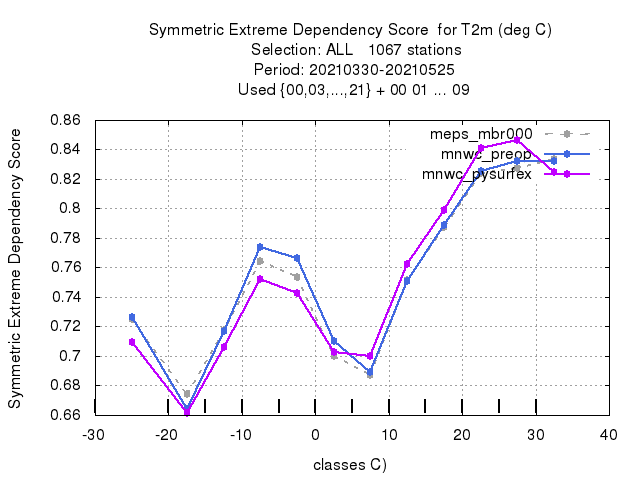 Symmetric Extreme Dependency Score for T2m (deg C)
Selection: ALL 1067 stations
Period: 20210330-20210525
Used {00,03,...,21} + 00 01 ... 09
Symmetric Extreme Dependency Score
0.86
0.84
0.82
0.8
0.78
0.76
0.74
0.72
0.7
0.68
0.66
meps_mbr000
mnwc_preop
mnwc_pysurfex
-30
-20
-10
0
10
20
30
40
classes C)